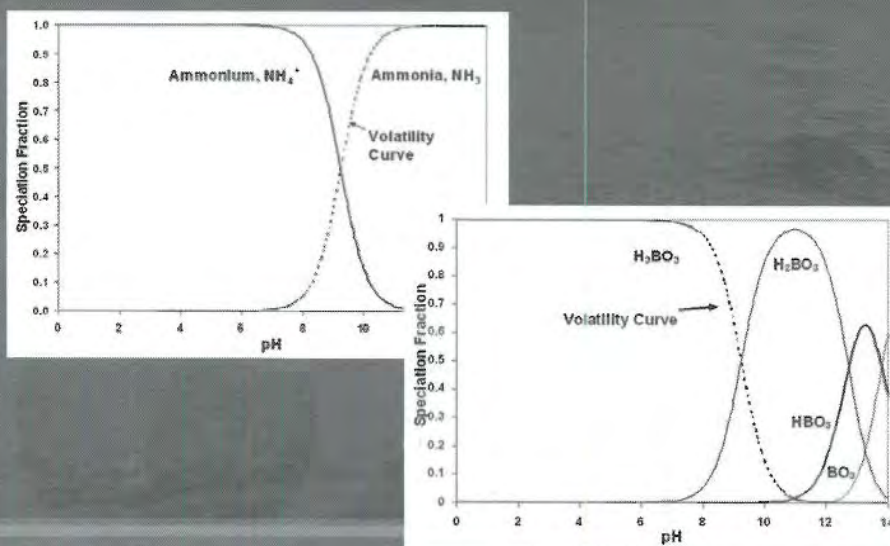 1.0
0.9
0.8
0.7
0.6
0.5
0.4
0.3
0.2
0.1
0.0
Speciation Fraction
Ammonium, NH₄⁺
Ammonia, NH₃
Volatility
Curve
0 2 4 6 8 10
pH
1
0.9
0.8
0.7
0.6
0.5
0.4
0.3
0.2
0.1
0
Speciation Fraction
H₃BO₃
H₂BO₃
Volatility Curve
HBO₃
BO₃
0 2 4 6 8 10 12 14
pH